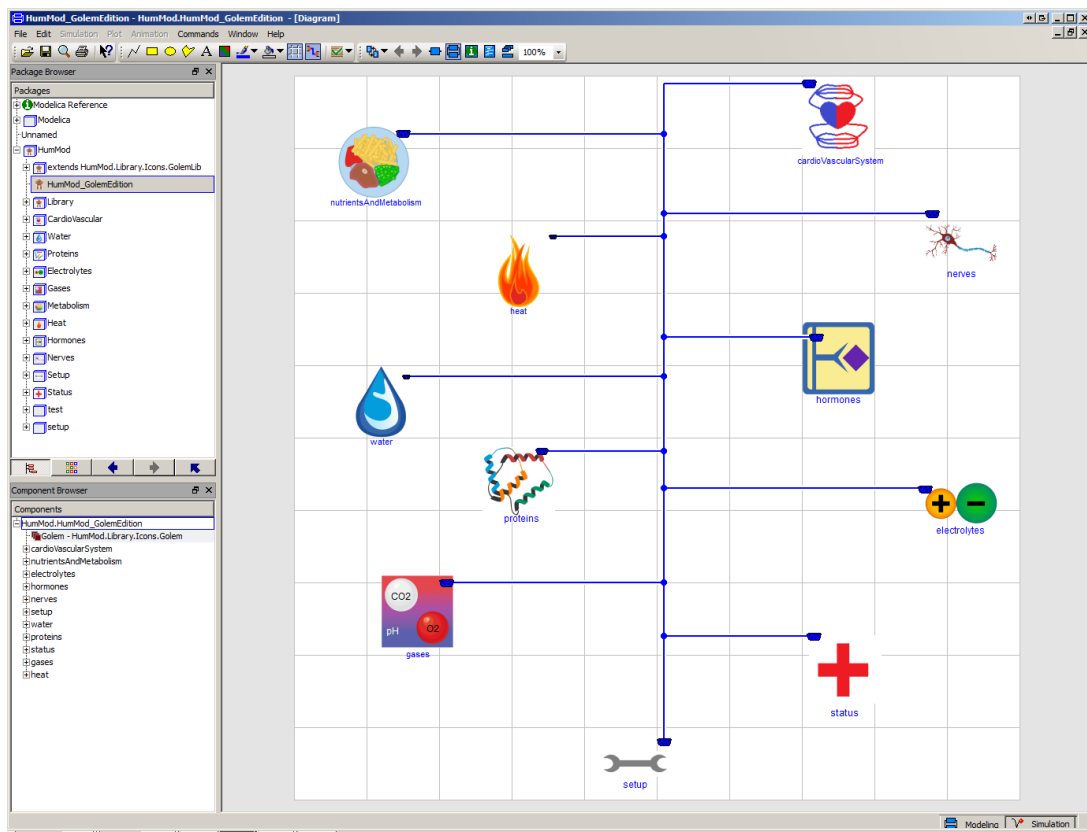 HumMod_GolemEdition - HumMod.HumMod_GolemEdition - [Diagram]
File Edit Simulation Plot Animation Commands Window Help
100%
Package Browser
Packages
Modelica Reference
Modelica
Unnamed
HumMod
extends HumMod.Library.Icons.GolemLib
HumMod_GolemEdition
Library
CardioVascular
Water
Proteins
Electrolytes
Gases
Metabolism
Heat
Hormones
Nerves
Setup
Status
test
setup
Component Browser
Components
HumMod.HumMod_GolemEdition
Golem - HumMod.Library.Icons.Golem
cardioVascularSystem
nutrientsAndMetabolism
electrolytes
hormones
nerves
setup
water
proteins
status
gases
heat
cardioVascularSystem
nutrientsAndMetabolism
nerves
heat
hormones
water
proteins
electrolytes
CO2
pH O2
gases
status
setup
Modeling Simulation